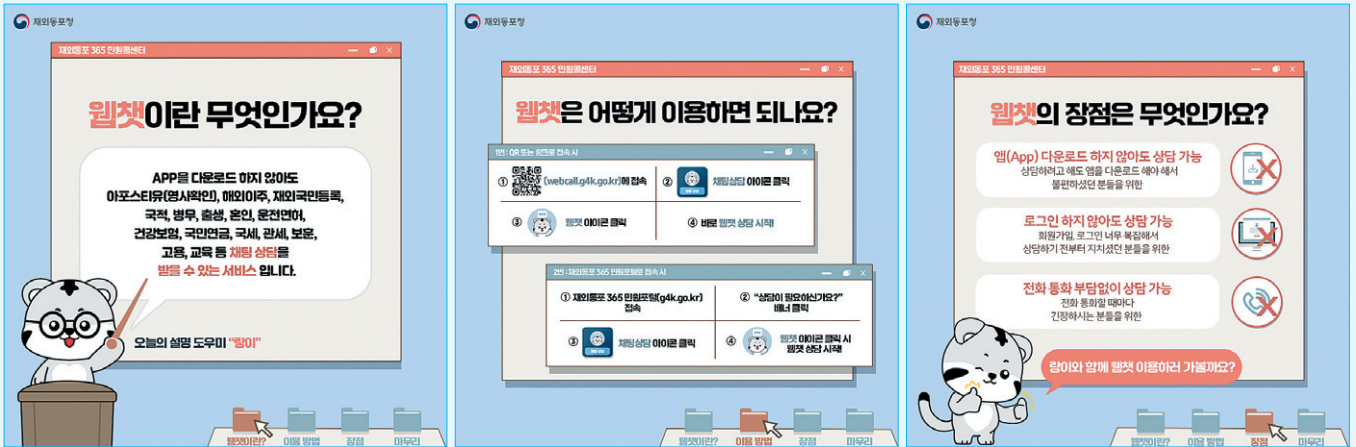 재외동포청
재외동포 365 민원콜센터
웹챗이란 무엇인가요?
APP을 다운로드 하지 않아도
아포스티유(영사확인), 해외이주, 재외국민등록,
국적, 병무, 출생, 혼인, 운전면허,
건강보험, 국민연금, 국세, 관세, 보훈,
고용, 교육 등 채팅 상담을
받을 수 있는 서비스 입니다.
오늘의 설명 도우미 "랑이"
웹챗이란? 이용 방법 장점 마무리
재외동포청
재외동포 365 민원콜센터
웹챗은 어떻게 이용하면 되나요?
1번 : QR 또는 링크로 접속 시
① (webcall.g4k.go.kr)에 접속
② 채팅상담 아이콘 클릭
③ 웹챗 아이콘 클릭
④ 바로 웹챗 상담 시작!
2번 : 재외동포 365 민원포털로 접속 시
① 재외동포 365 민원포털(g4k.go.kr)
접속
② "상담이 필요하신가요?"
배너 클릭
③ 채팅상담 아이콘 클릭
④ 웹챗 아이콘 클릭 시
웹챗 상담 시작!
웹챗이란? 이용 방법 장점 마무리
재외동포청
재외동포 365 민원콜센터
웹챗의 장점은 무엇인가요?
앱(App) 다운로드 하지 않아도 상담 가능
상담하려고 해도 앱을 다운로드 해야 해서
불편하셨던 분들을 위한
로그인 하지 않아도 상담 가능
회원가입, 로그인 너무 복잡해서
상담하기 전부터 지치셨던 분들을 위한
전화 통화 부담없이 상담 가능
전화 통화할 때마다
긴장하시는 분들을 위한
랑이와 함께 웹챗 이용하러 가볼까요?
웹챗이란? 이용 방법 장점 마무리